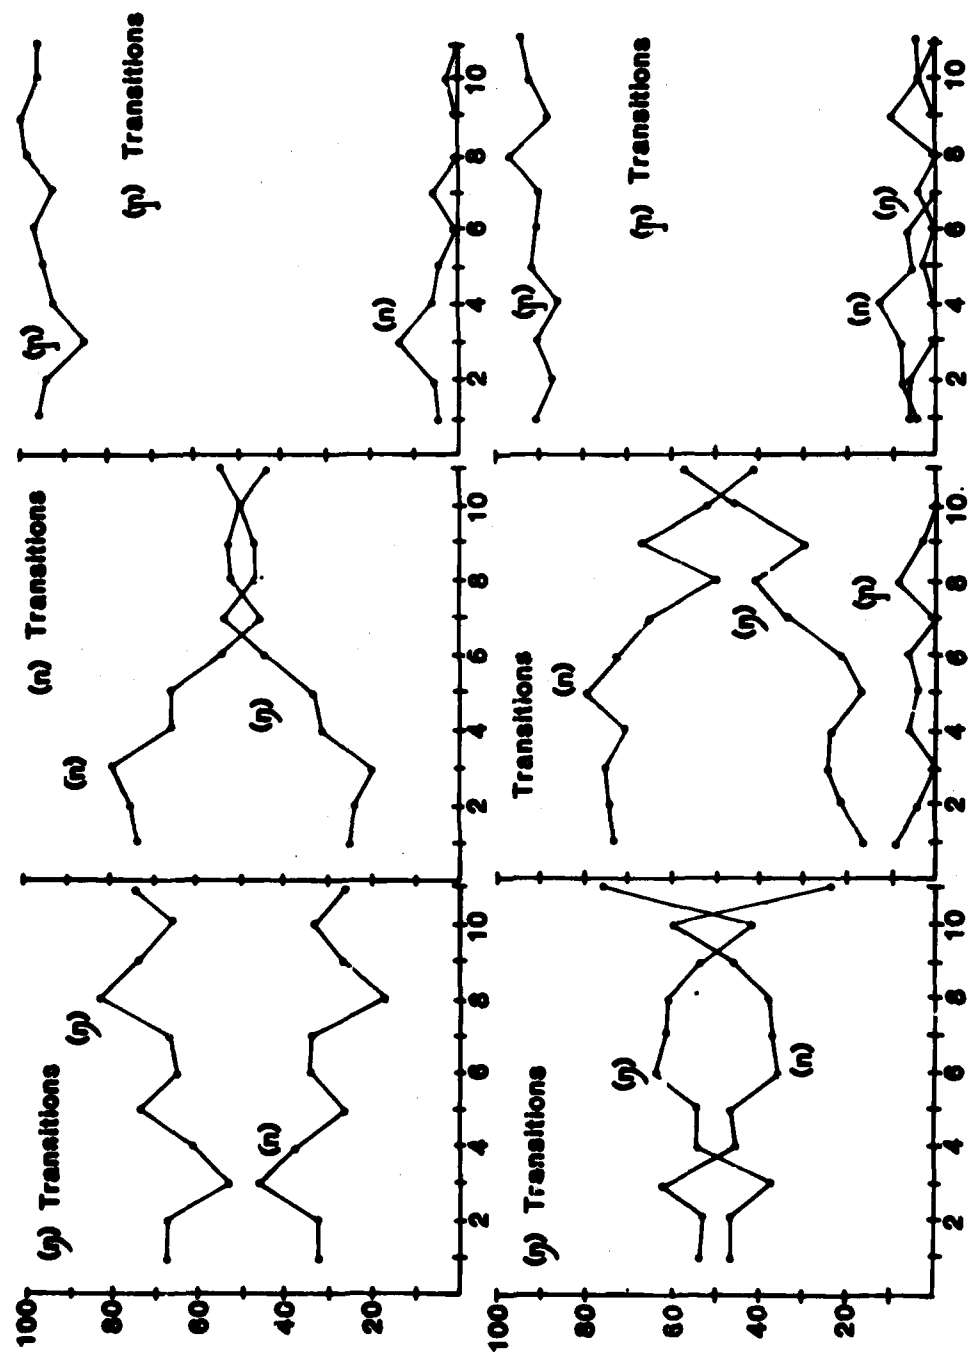 (ŋ) Transitions
(n) Transitions
(ɲ) Transitions
100
80
60
40
20
(ŋ)
(n)
(n)
(ŋ)
(ɲ)
(n)
2 4 6 8 10
2 4 6 8 10
2 4 6 8 10
(ŋ) Transitions
Transitions
(ɲ) Transitions
100
80
60
40
20
(ŋ)
(n)
(n)
(ŋ)
(ɲ)
(ɲ)
(n)
(ŋ)
2 4 6 8 10
2 4 6 8 10.
2 4 6 8 10